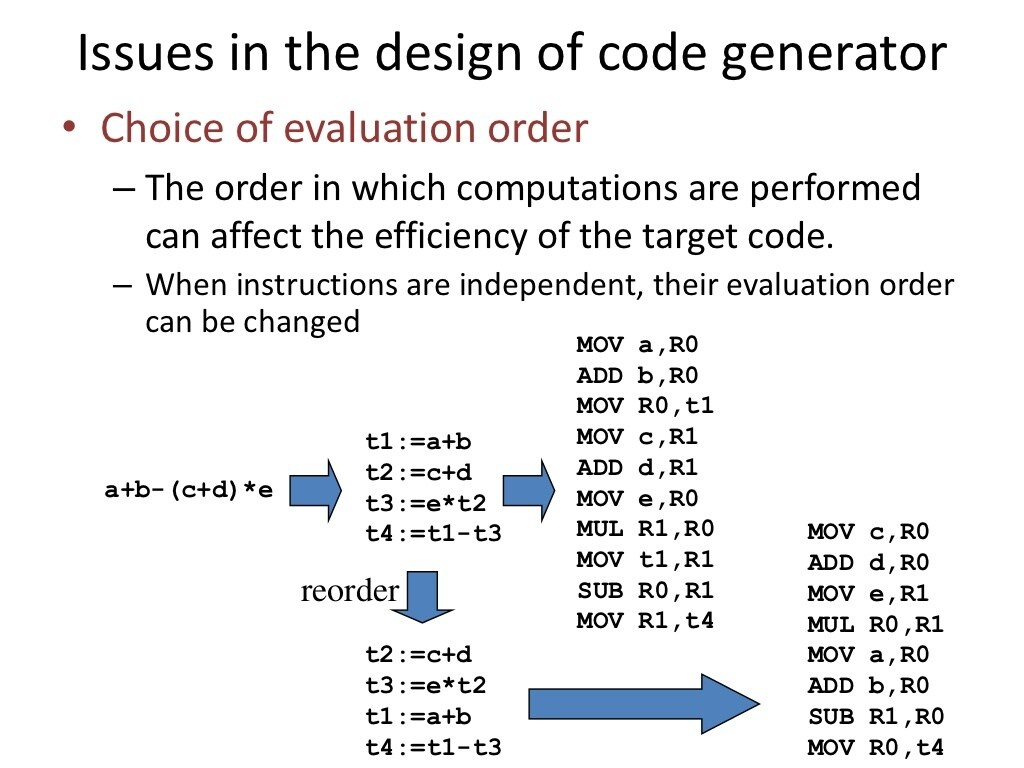 Issues in the design of code generator
• Choice of evaluation order
– The order in which computations are performed
can affect the efficiency of the target code.
– When instructions are independent, their evaluation order
can be changed
a+b-(c+d)*e
t1:=a+b
t2:=c+d
t3:=e*t2
t4:=t1-t3
MOV a,R0
ADD b,R0
MOV R0,t1
MOV c,R1
ADD d,R1
MOV e,R0
MUL R1,R0
MOV t1,R1
SUB R0,R1
MOV R1,t4
reorder
t2:=c+d
t3:=e*t2
t1:=a+b
t4:=t1-t3
MOV c,R0
ADD d,R0
MOV e,R1
MUL R0,R1
MOV a,R0
ADD b,R0
SUB R1,R0
MOV R0,t4